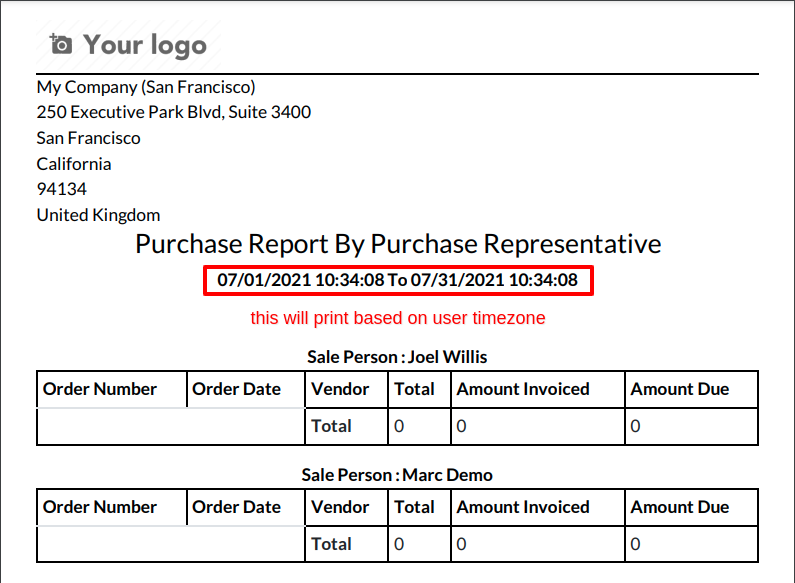 Your logo
My Company (San Francisco)
250 Executive Park Blvd, Suite 3400
San Francisco
California
94134
United Kingdom
Purchase Report By Purchase Representative
07/01/2021 10:34:08 To 07/31/2021 10:34:08
this will print based on user timezone
Sale Person : Joel Willis
Order Number Order Date Vendor Total Amount Invoiced Amount Due
Total 0 0 0
Sale Person : Marc Demo
Order Number Order Date Vendor Total Amount Invoiced Amount Due
Total 0 0 0